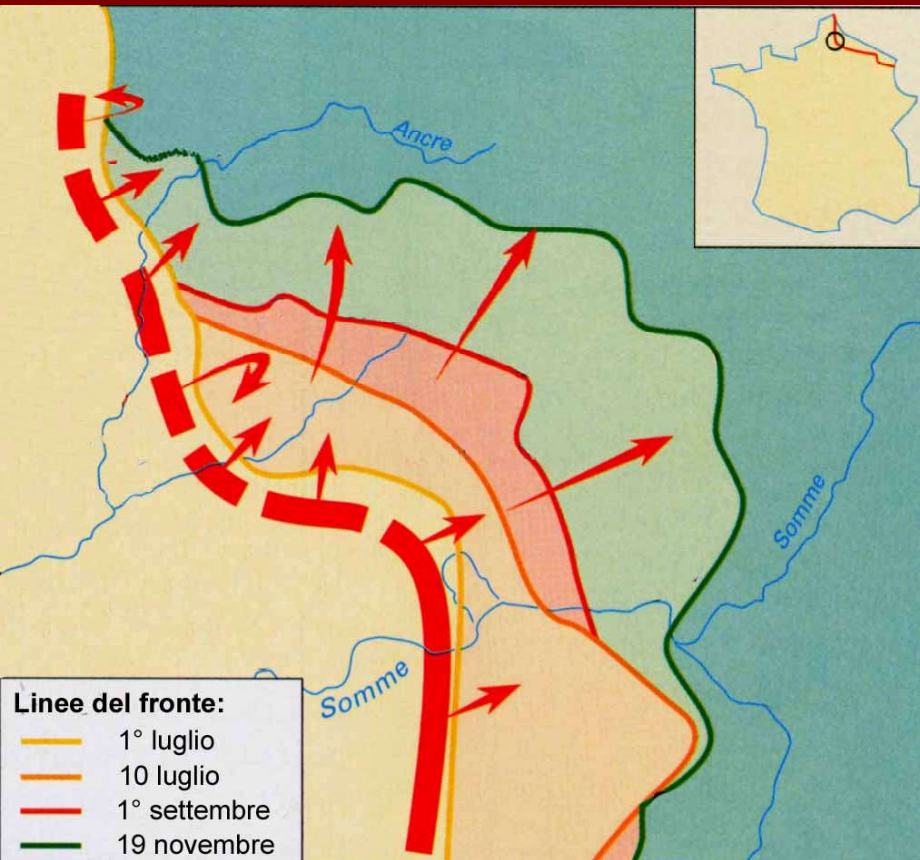 Ancre
Somme
Somme
Linee del fronte:
1° luglio
10 luglio
1° settembre
19 novembre